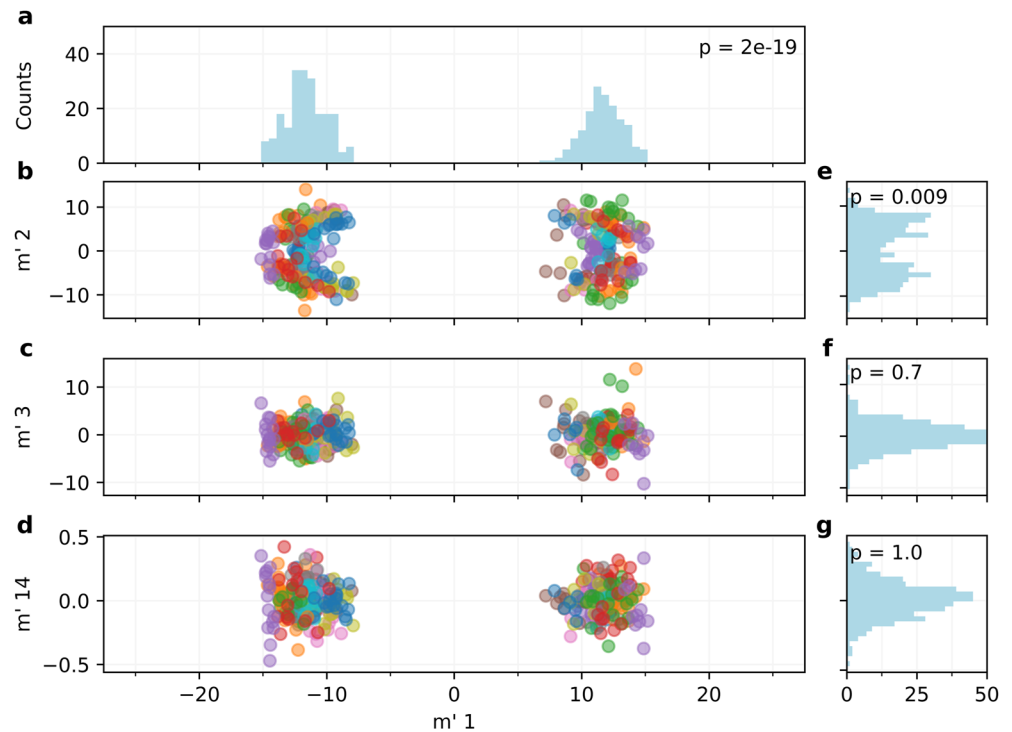 a
Counts
40
20
0
p = 2e-19
b
m' 2
10
0
−10
e
p = 0.009
c
m' 3
10
0
−10
f
p = 0.7
d
m' 14
0.5
0.0
−0.5
g
p = 1.0
−20 −10 0 10 20
m' 1
0 25 50